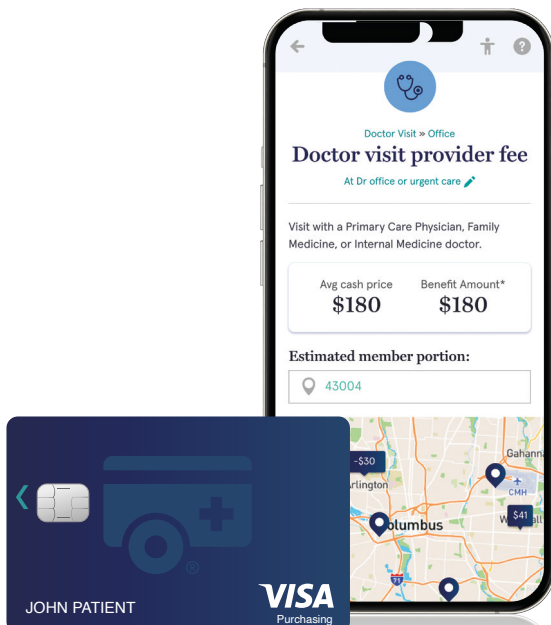 Doctor Visit » Office
Doctor visit provider fee
At Dr office or urgent care
Visit with a Primary Care Physician, Family
Medicine, or Internal Medicine doctor.
Avg cash price Benefit Amount*
$180 $180
Estimated member portion:
43004
-$30
Gahanna
Arlington
CMH
$41
Columbus
71
®
JOHN PATIENT
VISA
Purchasing